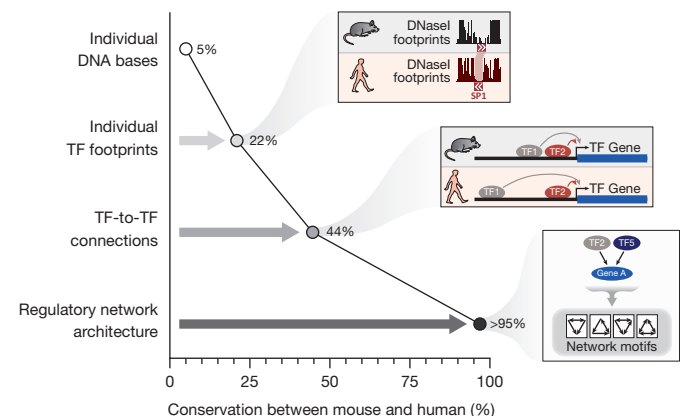 Individual
DNA bases
5%
DNaseI
footprints
DNaseI
footprints
SP1
Individual
TF footprints
22%
TF1
TF2
TF Gene
TF1
TF2
TF Gene
TF-to-TF
connections
44%
TF2
TF5
Gene A
Network motifs
Regulatory network
architecture
>95%
0
25
50
75
100
Conservation between mouse and human (%)